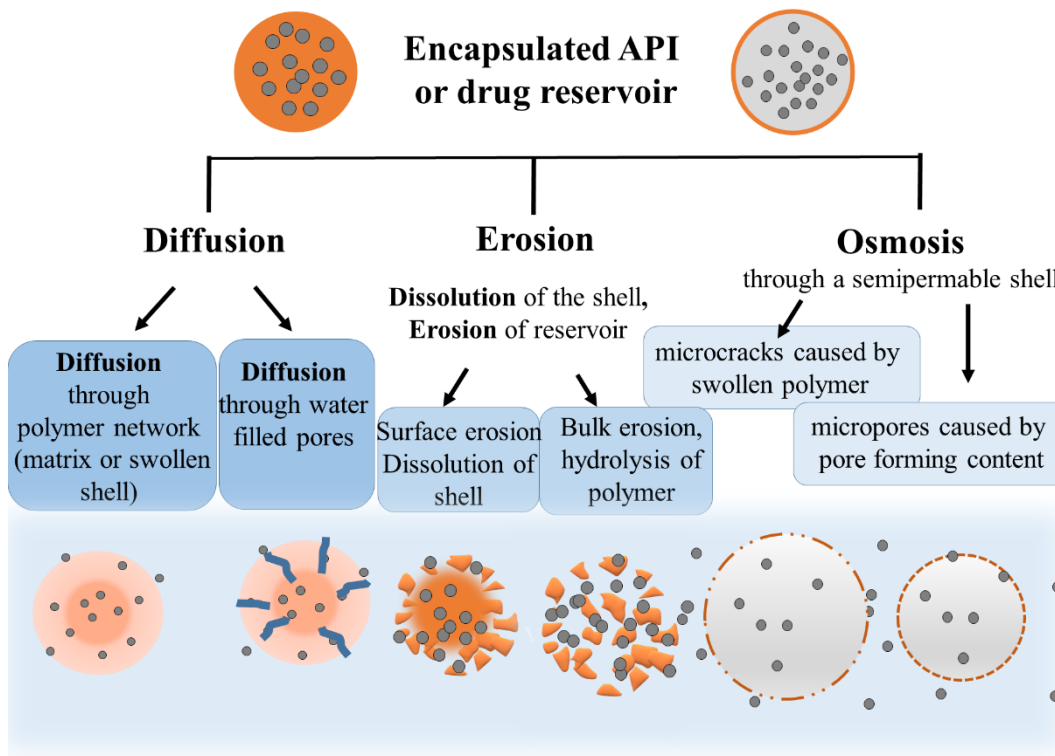 Encapsulated API
or drug reservoir
Diffusion
Erosion
Osmosis
through a semipermable shell
Dissolution of the shell,
Erosion of reservoir
Diffusion
through
polymer network
(matrix or swollen
shell)
Diffusion
through water
filled pores
Surface erosion
Dissolution of
shell
Bulk erosion,
hydrolysis of
polymer
microcracks caused by
swollen polymer
micropores caused by
pore forming content